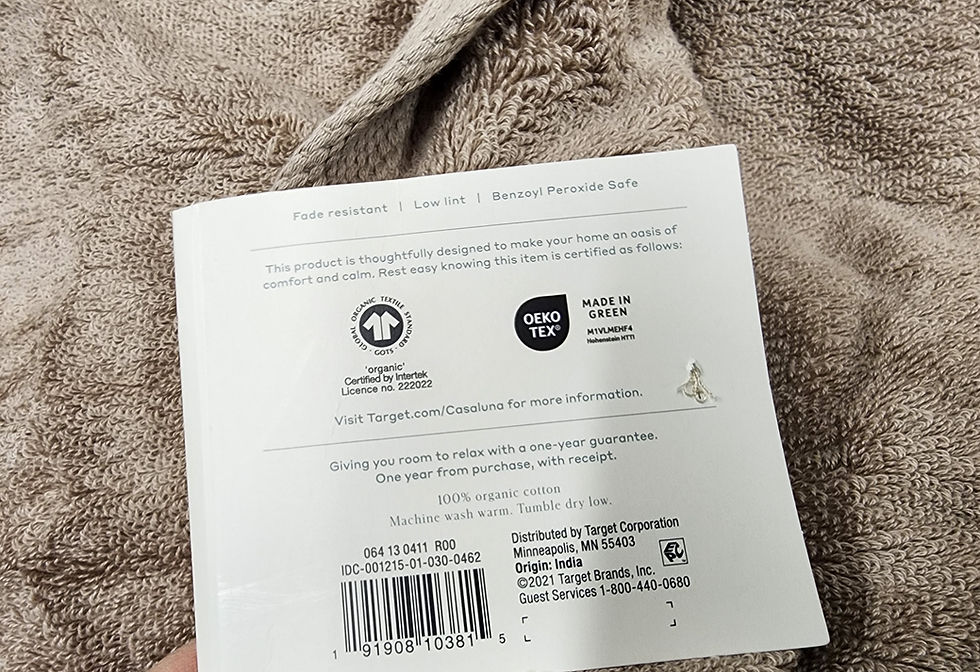 Fade resistant | Low lint | Benzoyl Peroxide Safe
This product is thoughtfully designed to make your home an oasis of
comfort and calm. Rest easy knowing this item is certified as follows:
GLOBAL ORGANIC TEXTILE STANDARD
· GOTS ·
'organic'
Certified by Intertek
Licence no. 222022
OEKO
TEX®
MADE IN
GREEN
M1VLMEHF4
Hohenstein HTTI
Visit Target.com/Casaluna for more information.
Giving you room to relax with a one-year guarantee.
One year from purchase, with receipt.
100% organic cotton
Machine wash warm. Tumble dry low.
064 13 0411 R00
IDC-001215-01-030-0462
1 91908 10381 5
Distributed by Target Corporation
Minneapolis, MN 55403
Origin: India
©2021 Target Brands, Inc.
Guest Services 1-800-440-0680